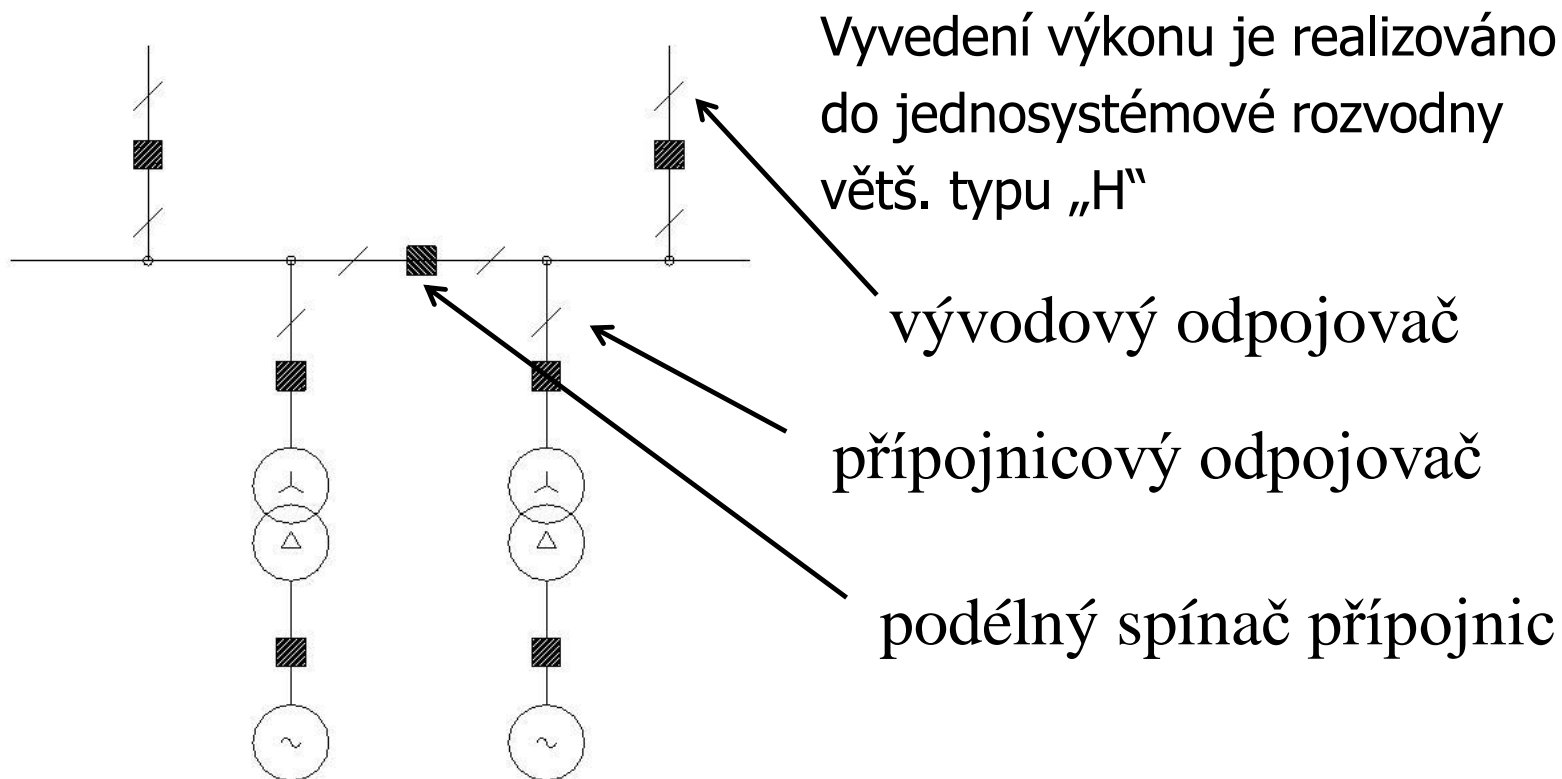 Vyvedení výkonu je realizováno
do jednosystémové rozvodny
větš. typu „H“
vývodový odpojovač
přípojnicový odpojovač
podélný spínač přípojnic